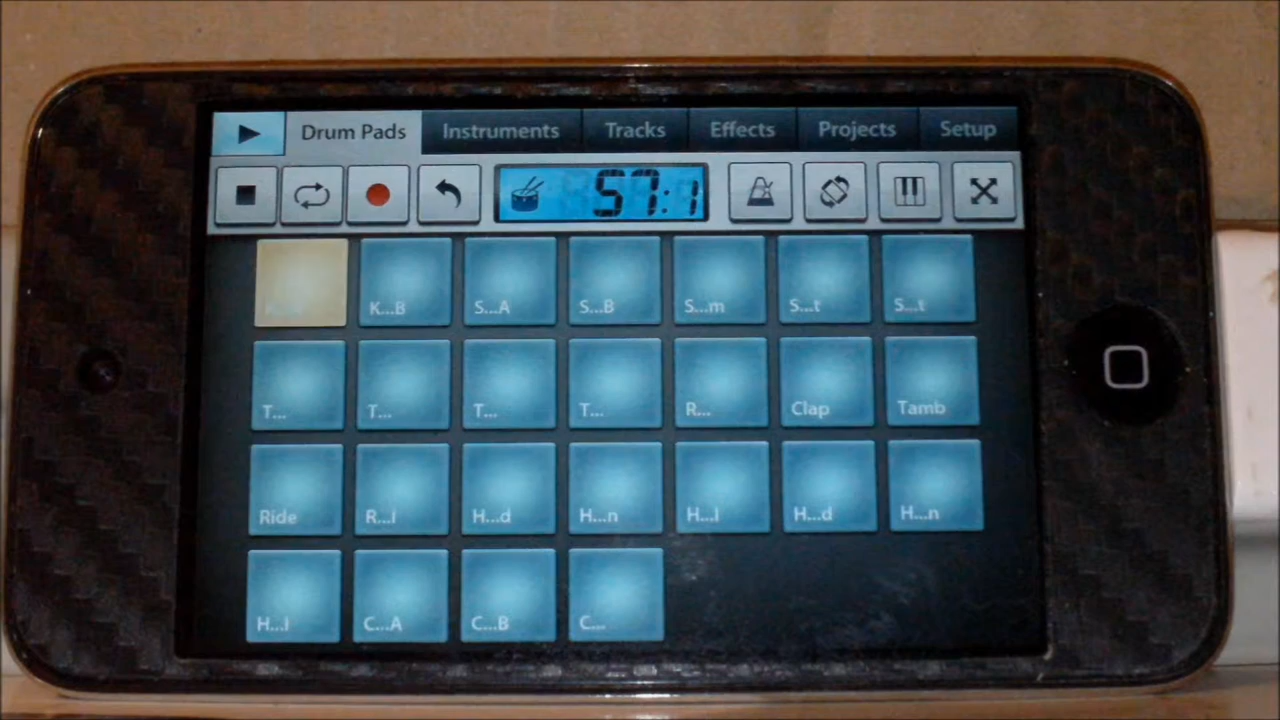 Drum Pads Instruments Tracks Effects Projects Setup
57:1
K...B S...A S...B S...m S...t S...t
T... T... T... T... R... Clap Tamb
Ride R...l H...d H...n H...l H...d H...n
H...l C...A C...B C...